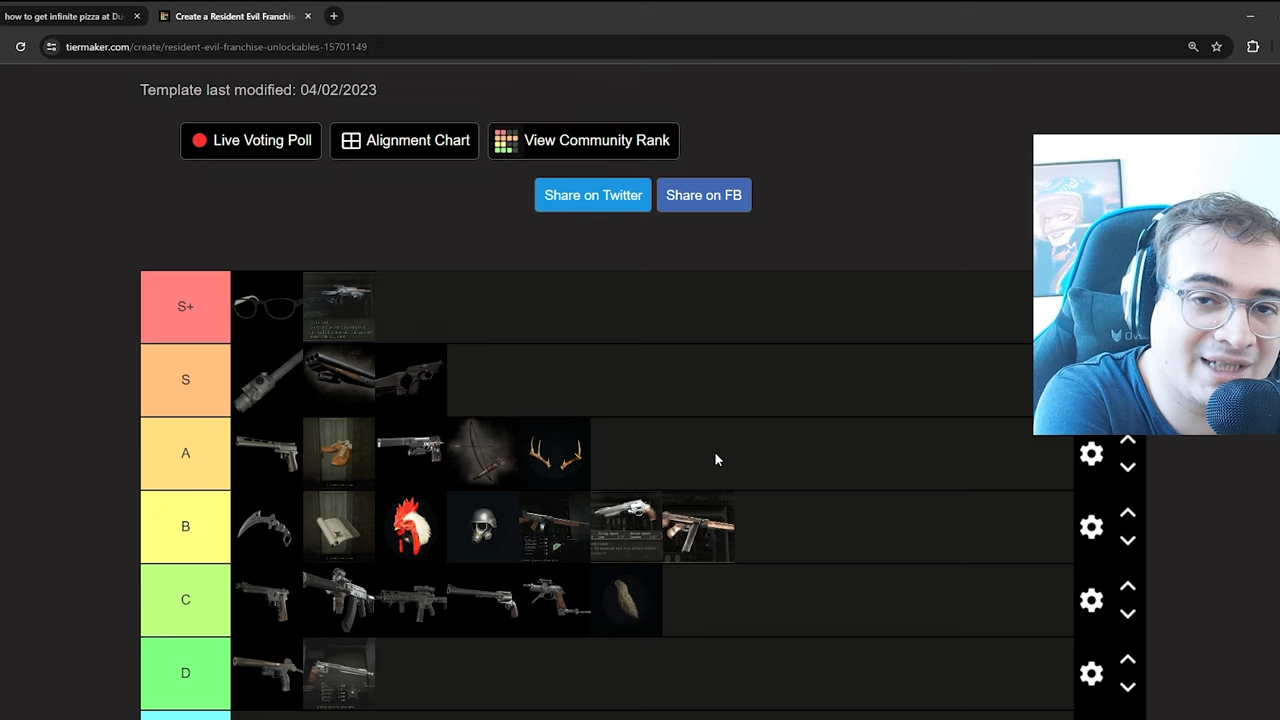 how to get infinite pizza at Du
Create a Resident Evil Franchis
tiermaker.com/create/resident-evil-franchise-unlockables-15701149
Template last modified: 04/02/2023
Live Voting Poll
Alignment Chart
View Community Rank
Share on Twitter
Share on FB
S+
S
A
B
C
D